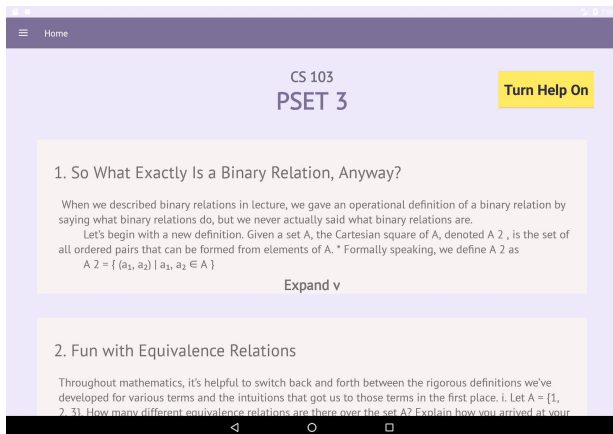 Home
CS 103
PSET 3
Turn Help On
1. So What Exactly Is a Binary Relation, Anyway?
When we described binary relations in lecture, we gave an operational definition of a binary relation by
saying what binary relations do, but we never actually said what binary relations are.
Let's begin with a new definition. Given a set A, the Cartesian square of A, denoted A 2 , is the set of
all ordered pairs that can be formed from elements of A. * Formally speaking, we define A 2 as
A 2 = { (a₁, a₂) | a₁, a₂ ∈ A }
Expand v
2. Fun with Equivalence Relations
Throughout mathematics, it's helpful to switch back and forth between the rigorous definitions we've
developed for various terms and the intuitions that got us to those terms in the first place. i. Let A = {1,
2, 3}. How many different equivalence relations are there over the set A? Explain how you arrived at your